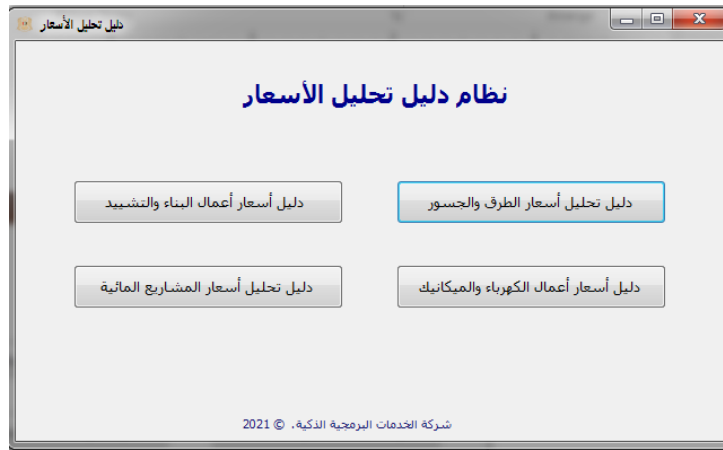 دليل تحليل الأسعار
نظام دليل تحليل الأسعار
دليل تحليل أسعار الطرق والجسور
دليل أسعار أعمال البناء والتشييد
دليل أسعار أعمال الكهرباء والميكانيك
دليل تحليل أسعار المشاريع المائية
شركة الخدمات البرمجية الذكية، © 2021